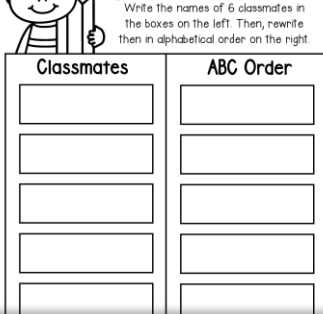 Write the names of 6 classmates in
the boxes on the left. Then, rewrite
then in alphabetical order on the right.
Classmates
ABC Order